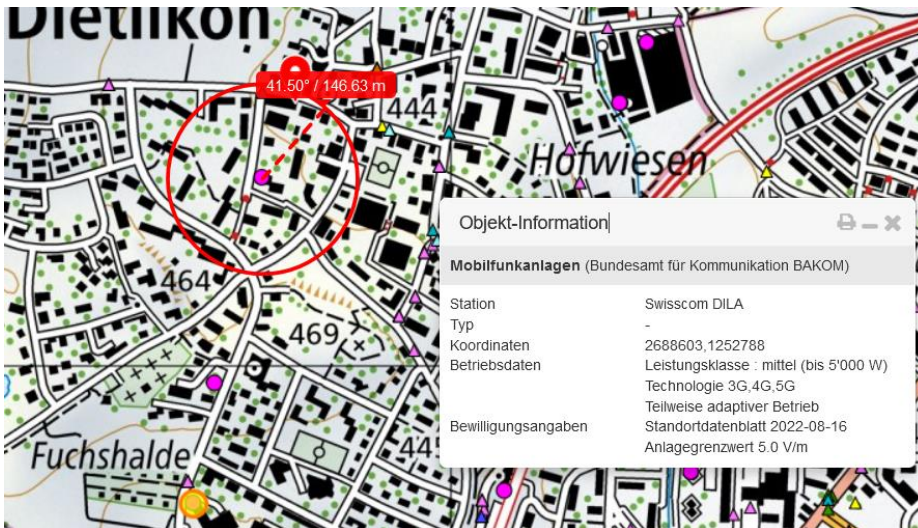 Dietlikon
41.50° / 146.63 m
444
Hofwiesen
464
469
Fuchshalde
Objekt-Information
Mobilfunkanlagen (Bundesamt für Kommunikation BAKOM)
Station Swisscom DILA
Typ -
Koordinaten 2688603,1252788
Betriebsdaten Leistungsklasse : mittel (bis 5'000 W)
Technologie 3G,4G,5G
Teilweise adaptiver Betrieb
Bewilligungsangaben Standortdatenblatt 2022-08-16
Anlagegrenzwert 5.0 V/m